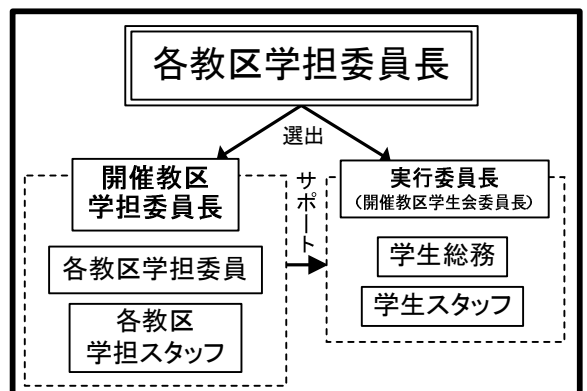 各教区学担委員長
選出
開催教区
学担委員長
各教区学担委員
各教区
学担スタッフ
サポート
実行委員長
(開催教区学生会委員長)
学生総務
学生スタッフ